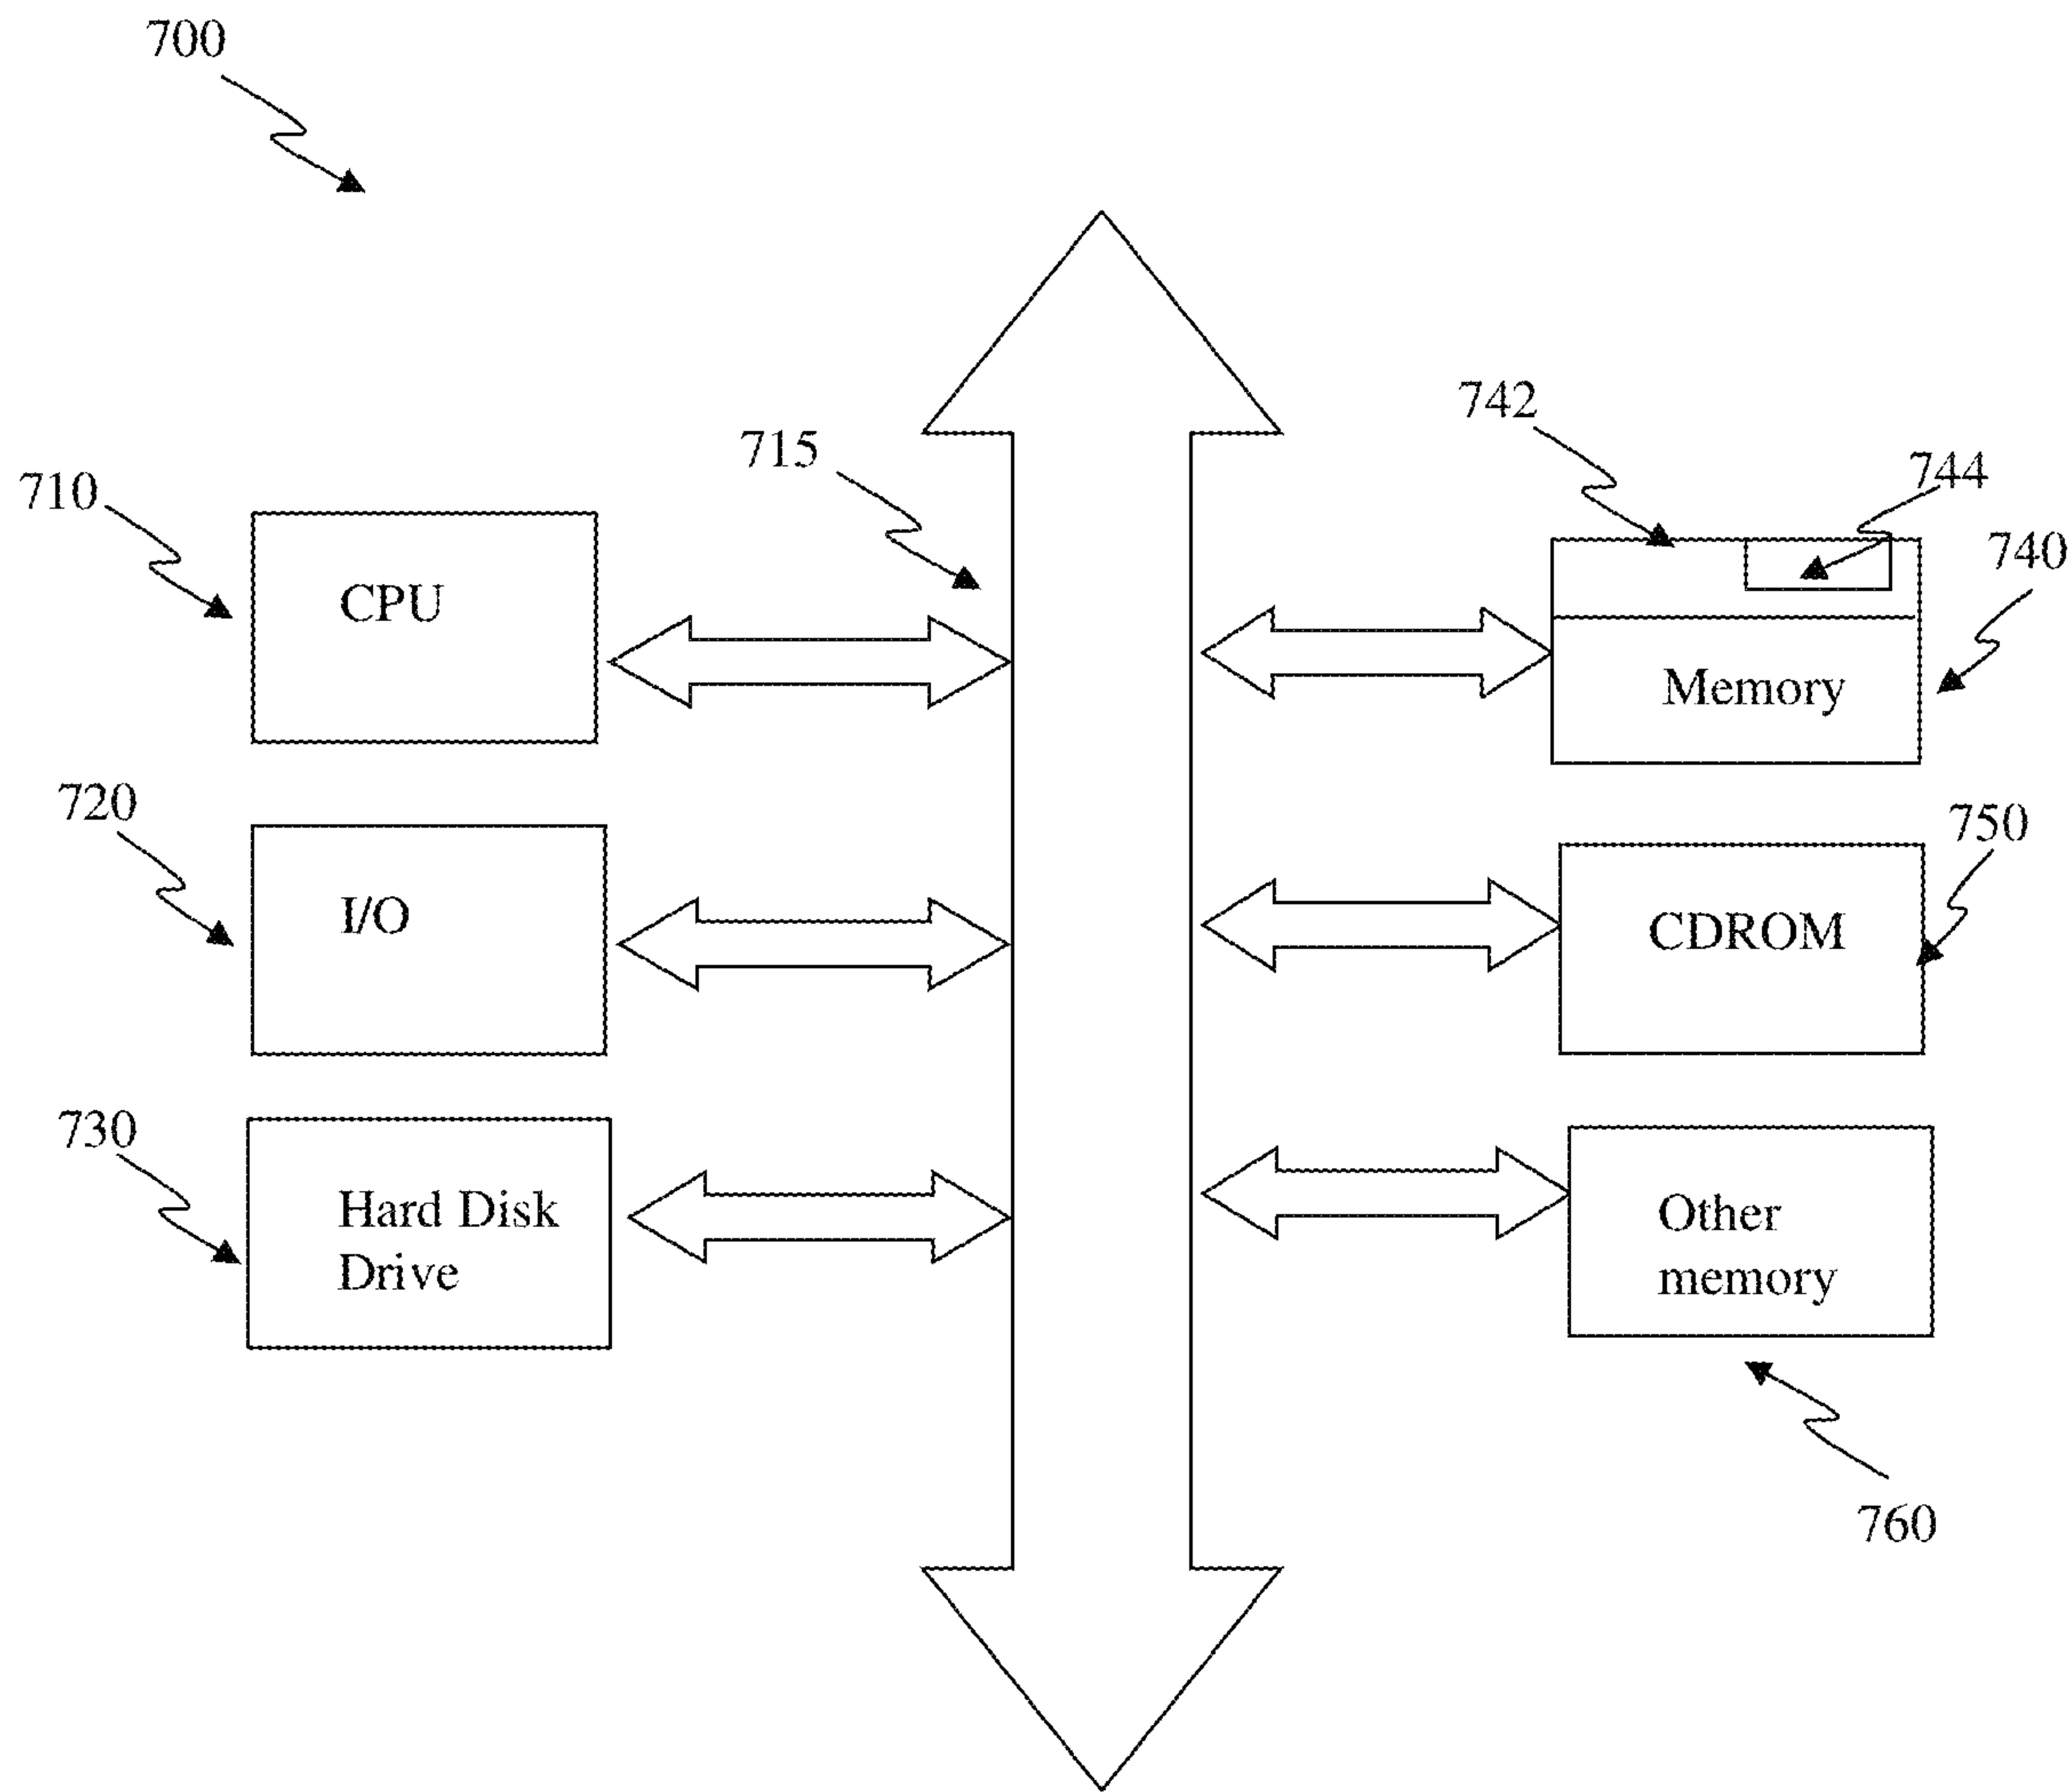 700
742
715
744
710
740
CPU
Memory
720
750
I/O
CDROM
730
Hard Disk
Drive
Other
memory
760